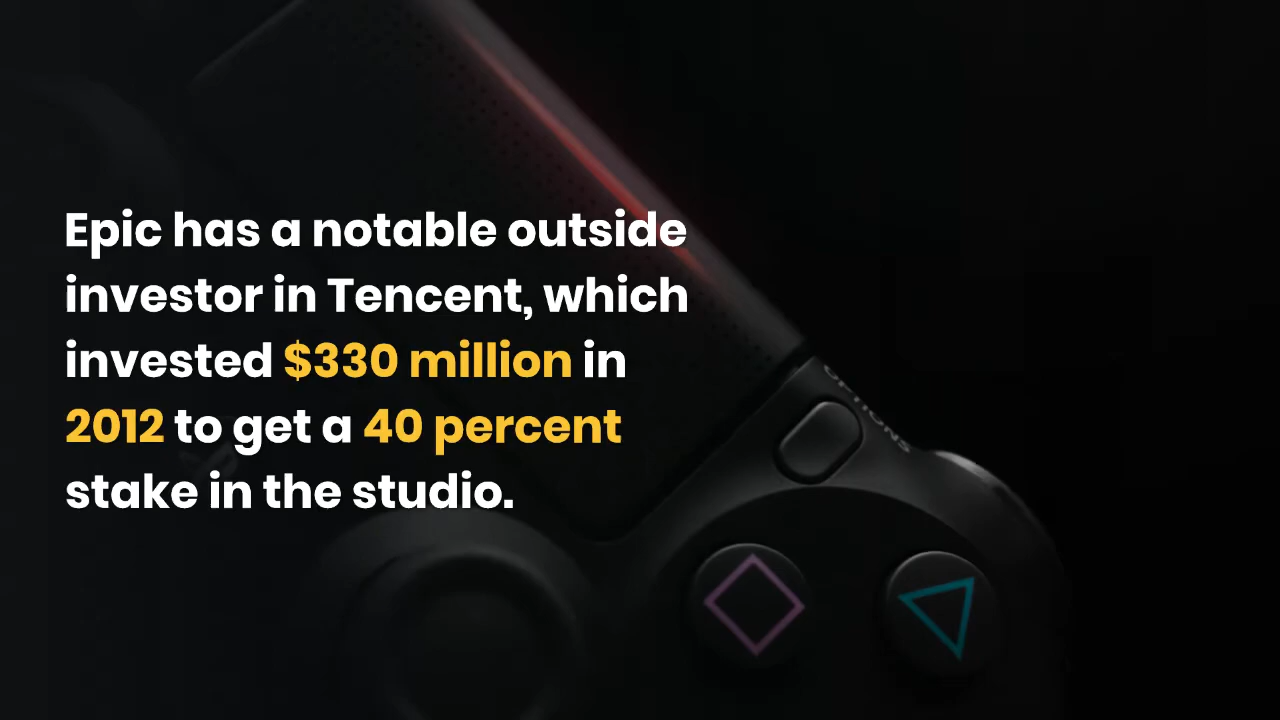 Epic has a notable outside
investor in Tencent, which
invested $330 million in
2012 to get a 40 percent
stake in the studio.
OPTIONS